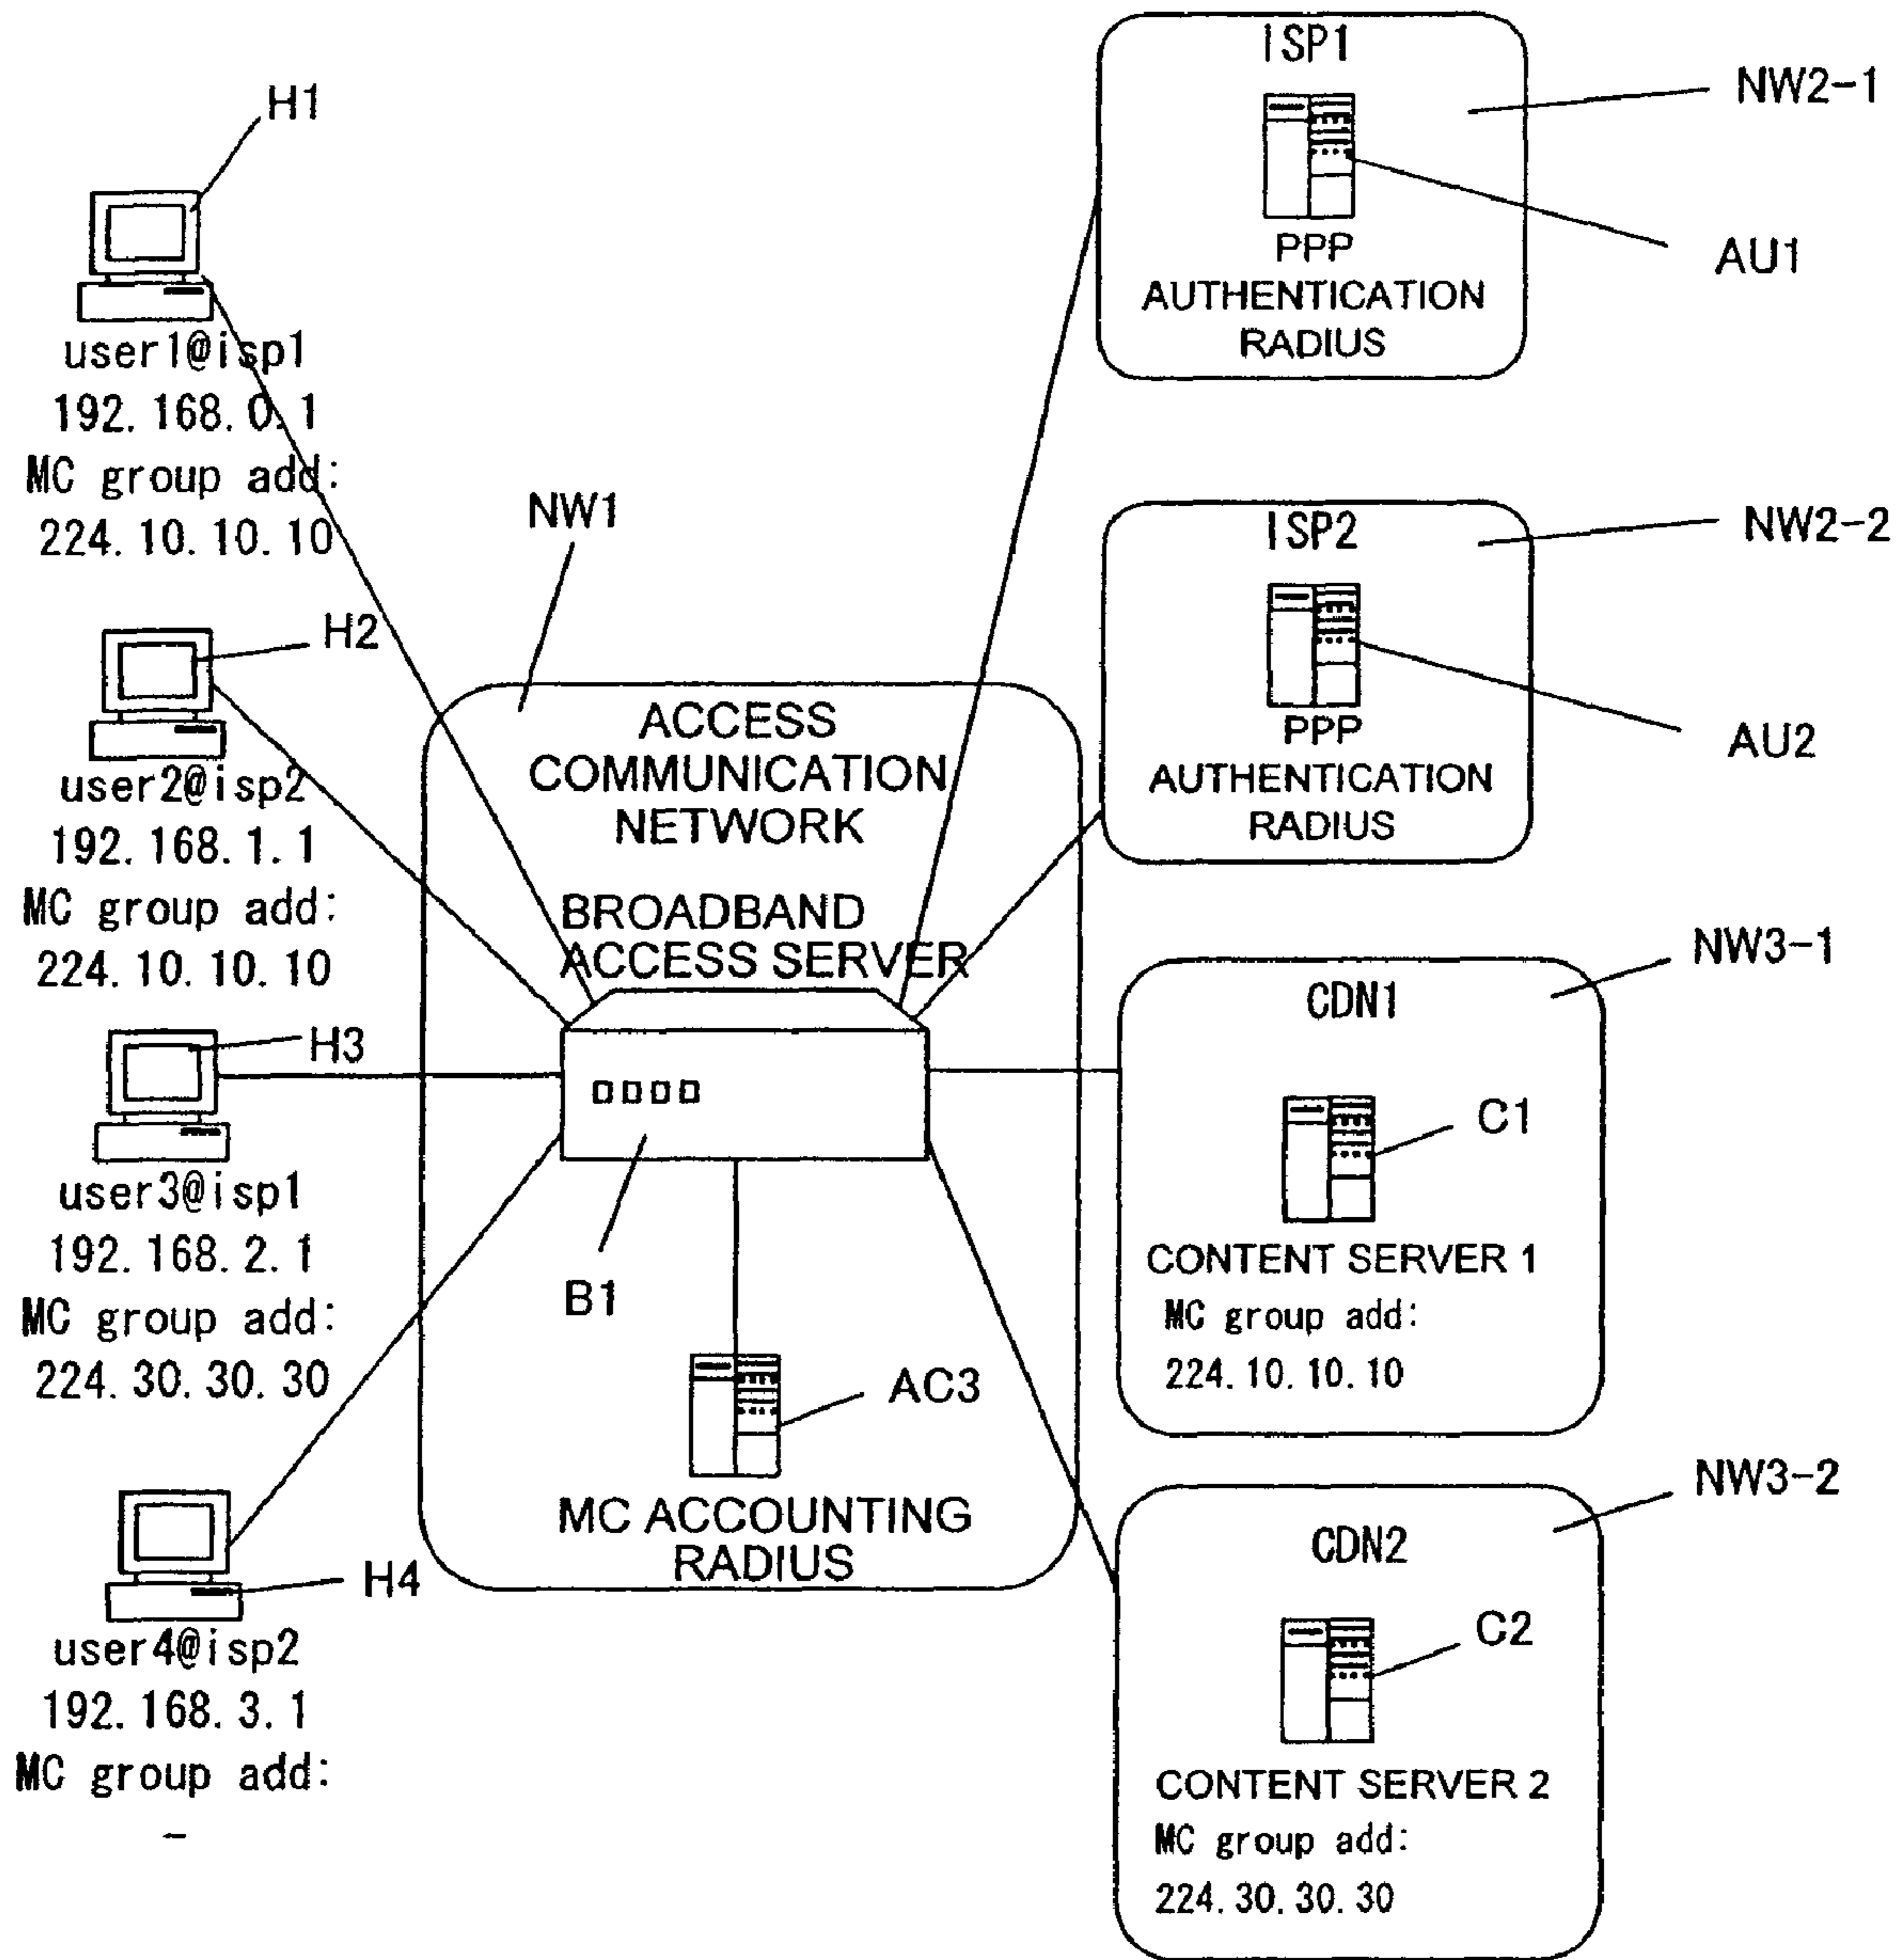 H1
user1@isp1
192.168.0.1
MC group add:
224.10.10.10
H2
user2@isp2
192.168.1.1
MC group add:
224.10.10.10
H3
user3@isp1
192.168.2.1
MC group add:
224.30.30.30
H4
user4@isp2
192.168.3.1
MC group add:
-
NW1
ACCESS
COMMUNICATION
NETWORK
BROADBAND
ACCESS SERVER
B1
AC3
MC ACCOUNTING
RADIUS
ISP1
NW2-1
PPP
AUTHENTICATION
RADIUS
AU1
ISP2
NW2-2
PPP
AUTHENTICATION
RADIUS
AU2
NW3-1
CDN1
C1
CONTENT SERVER 1
MC group add:
224.10.10.10
NW3-2
CDN2
C2
CONTENT SERVER 2
MC group add:
224.30.30.30